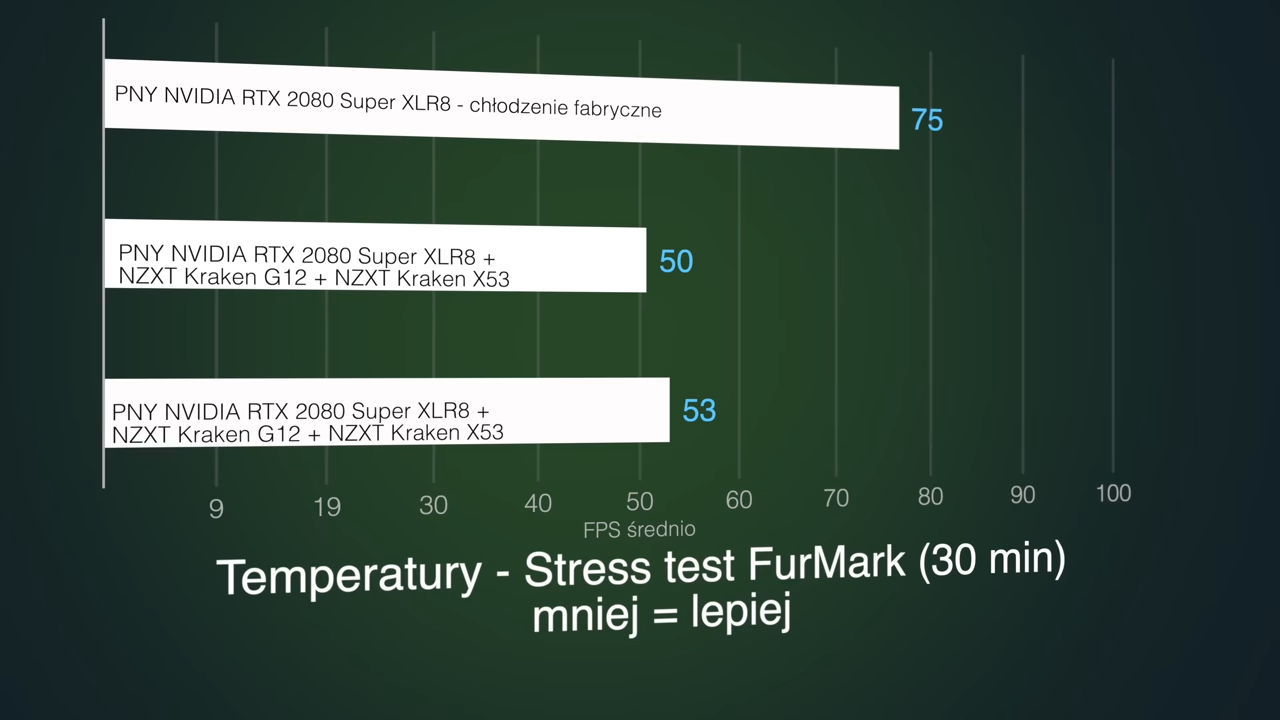 PNY NVIDIA RTX 2080 Super XLR8 - chłodzenie fabryczne
75
PNY NVIDIA RTX 2080 Super XLR8 +
NZXT Kraken G12 + NZXT Kraken X53
50
PNY NVIDIA RTX 2080 Super XLR8 +
NZXT Kraken G12 + NZXT Kraken X53
53
9 19 30 40 50 60 70 80 90 100
FPS średnio
Temperatury - Stress test FurMark (30 min)
mniej = lepiej